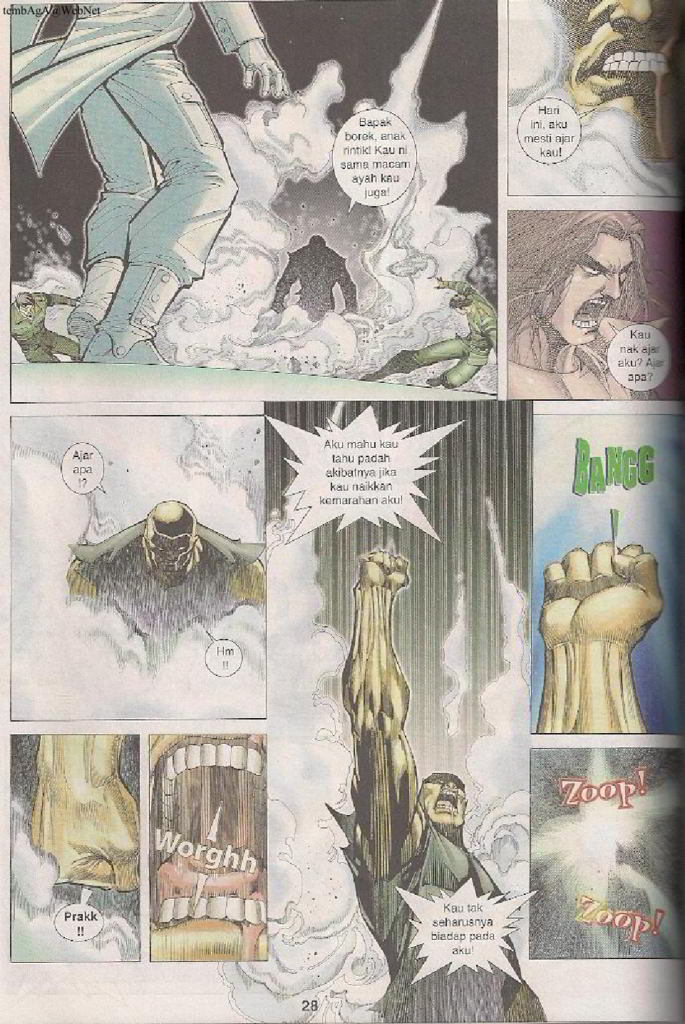 tembAgA@WebNet
Bapak
borek, anak
rintik! Kau ni
sama macam
ayah kau
juga!
Hari
ini, aku
mesti ajar
kau!
Kau
nak ajar
aku? Ajar
apa?
Ajar
apa
!?
Hm
!!
Aku mahu kau
tahu padah
akibatnya jika
kau naikkan
kemarahan aku!
BANGG
!
Prakk
!!
Worghh
Kau tak
seharusnya
biadap pada
aku!
Zoop!
Zoop!
28